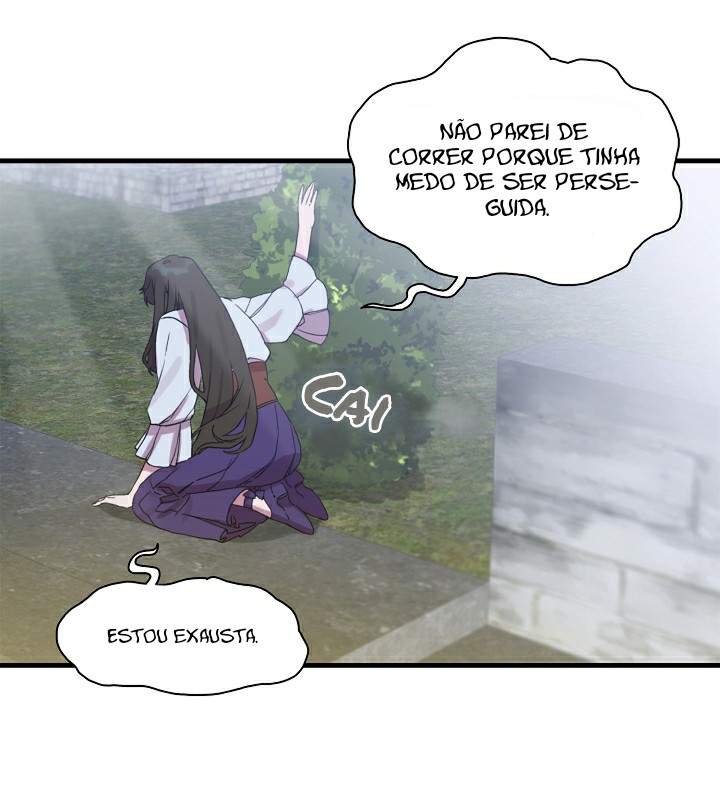 NÃO PAREI DE
CORRER PORQUE TINHA
MEDO DE SER PERSE-
GUIDA.
CAI
ESTOU EXAUSTA.